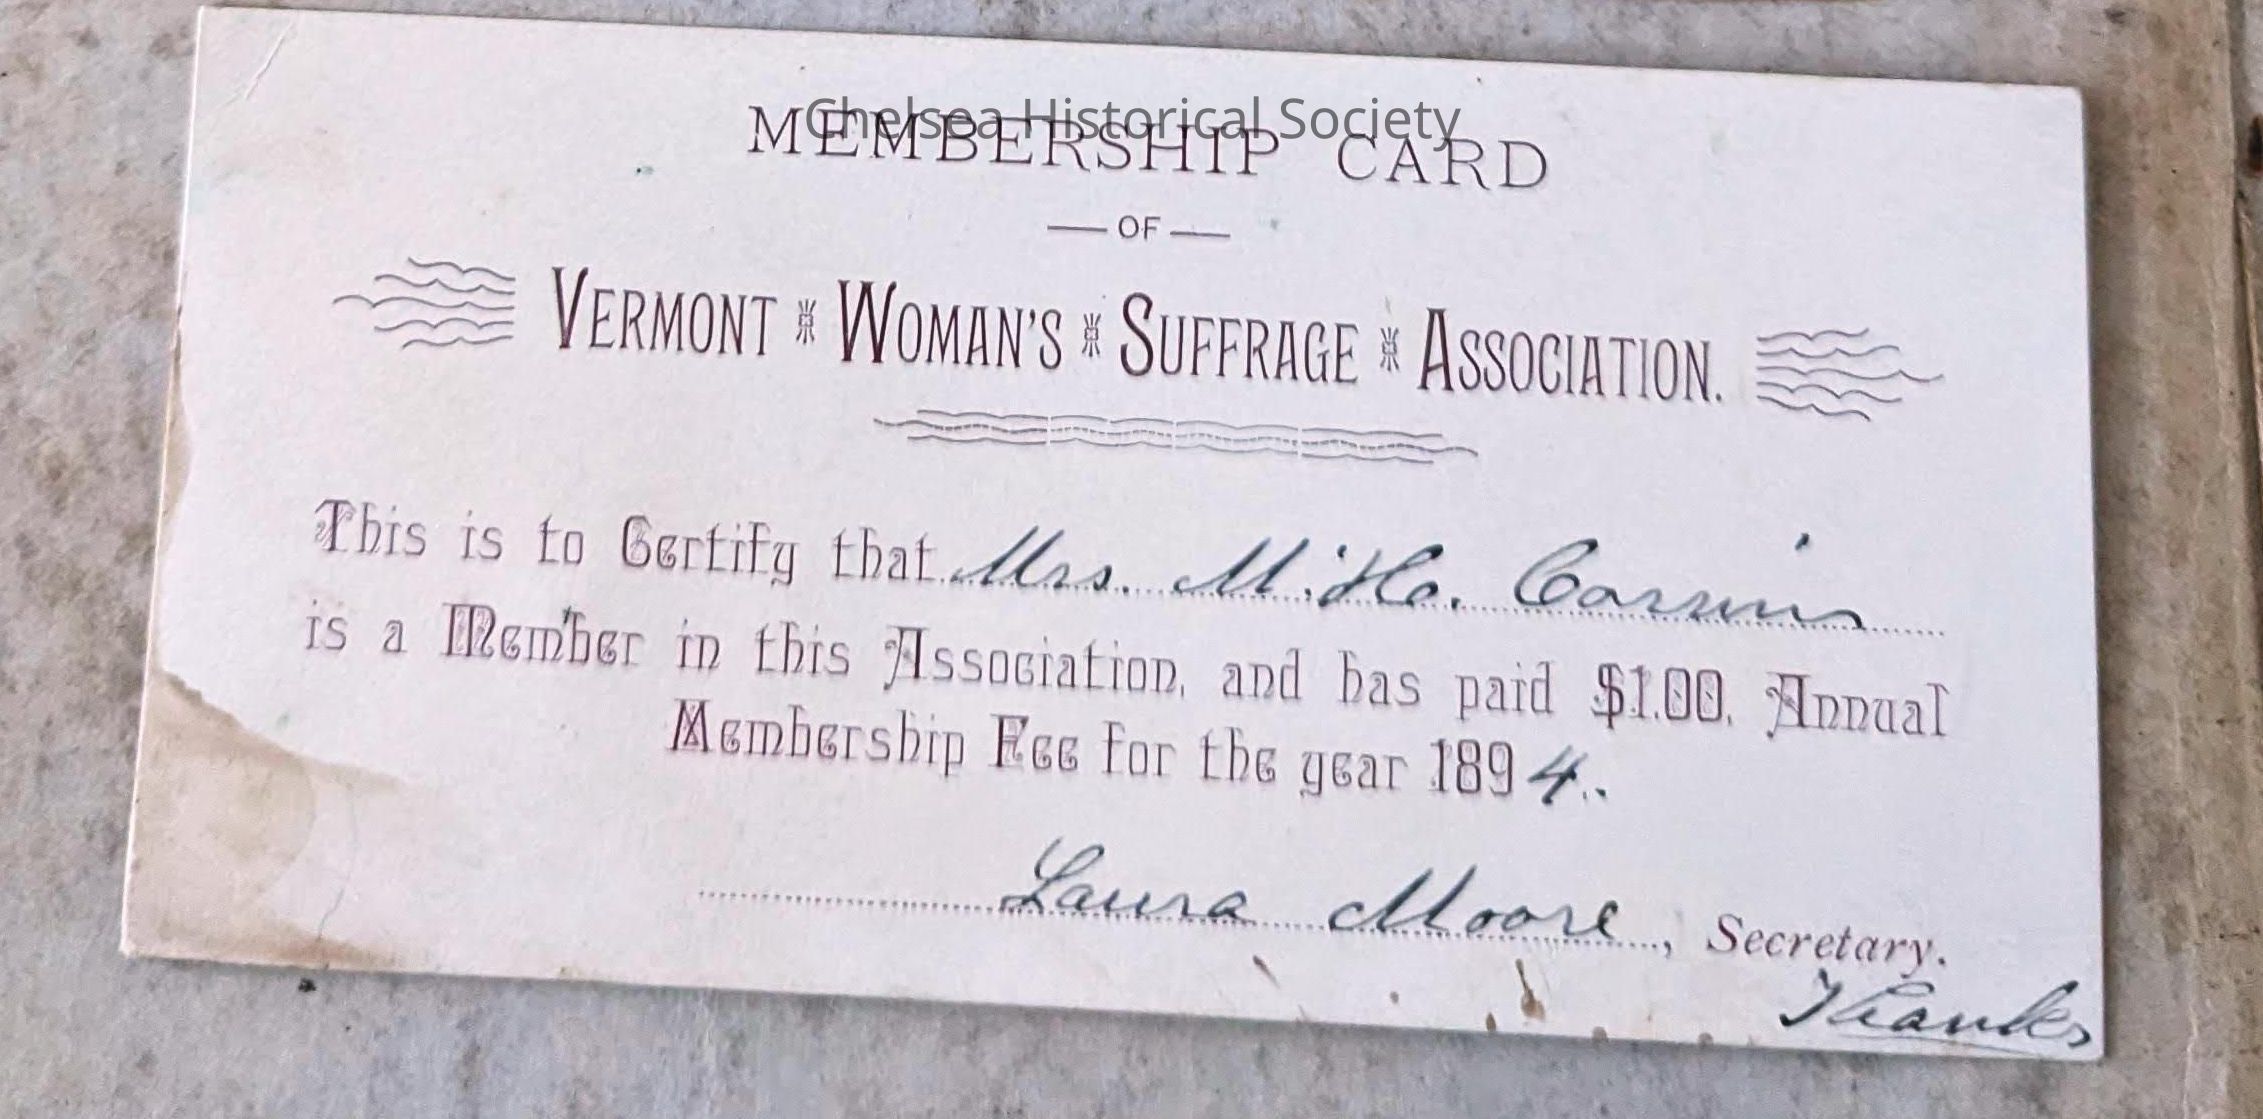 Chelsea Historical Society
MEMBERSHIP CARD
— OF —
VERMONT WOMAN'S SUFFRAGE ASSOCIATION.
This is to Certify that Mrs. M. H.
is a Member in this Association, and has paid $1.00, Annual
Membership Fee for the year 1894.
Laura Moore, Secretary.
Thanks